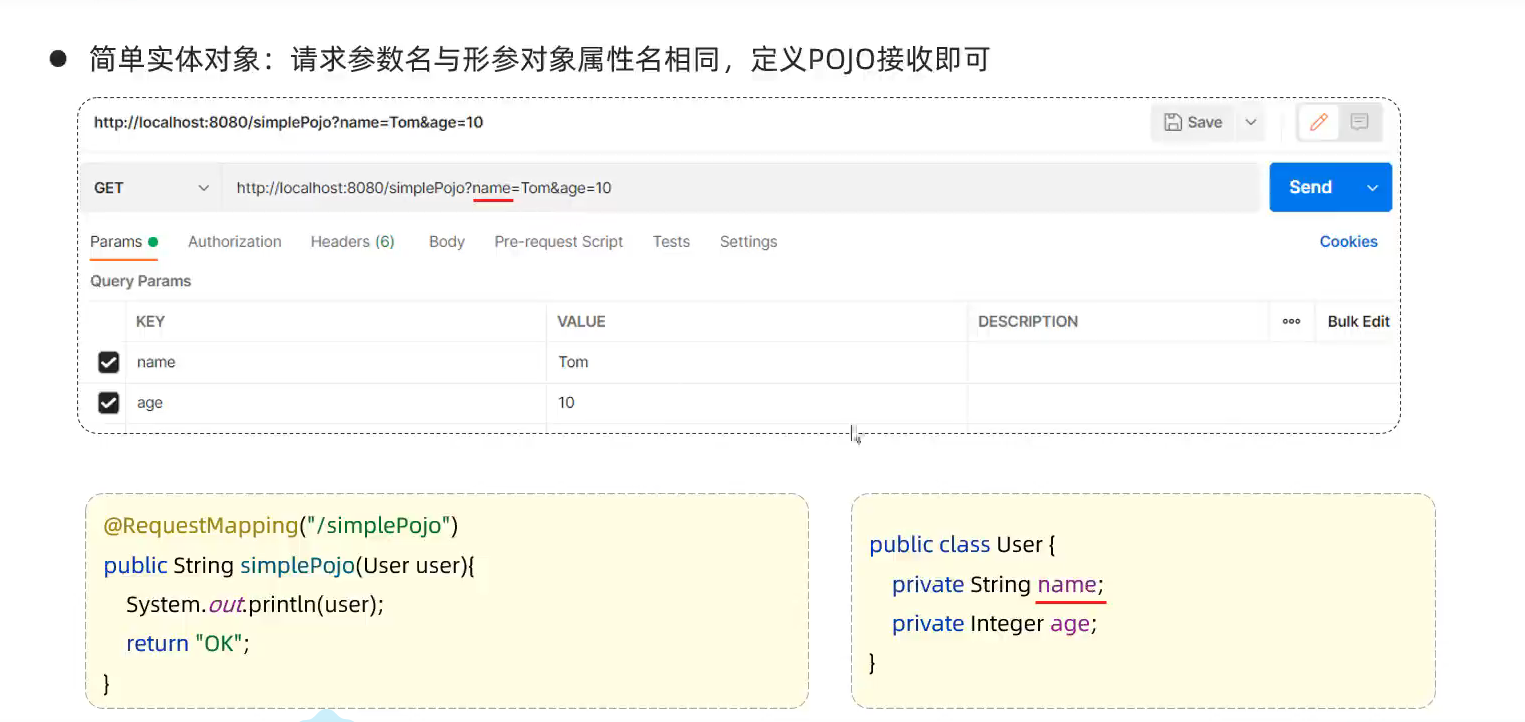 ● 简单实体对象：请求参数名与形参对象属性名相同，定义POJO接收即可
http://localhost:8080/simplePojo?name=Tom&age=10 Save
GET http://localhost:8080/simplePojo?name=Tom&age=10 Send
Params Authorization Headers (6) Body Pre-request Script Tests Settings Cookies
Query Params
KEY VALUE DESCRIPTION ooo Bulk Edit
name Tom
age 10
@RequestMapping("/simplePojo")
public String simplePojo(User user){
System.out.println(user);
return "OK";
}
public class User {
private String name;
private Integer age;
}